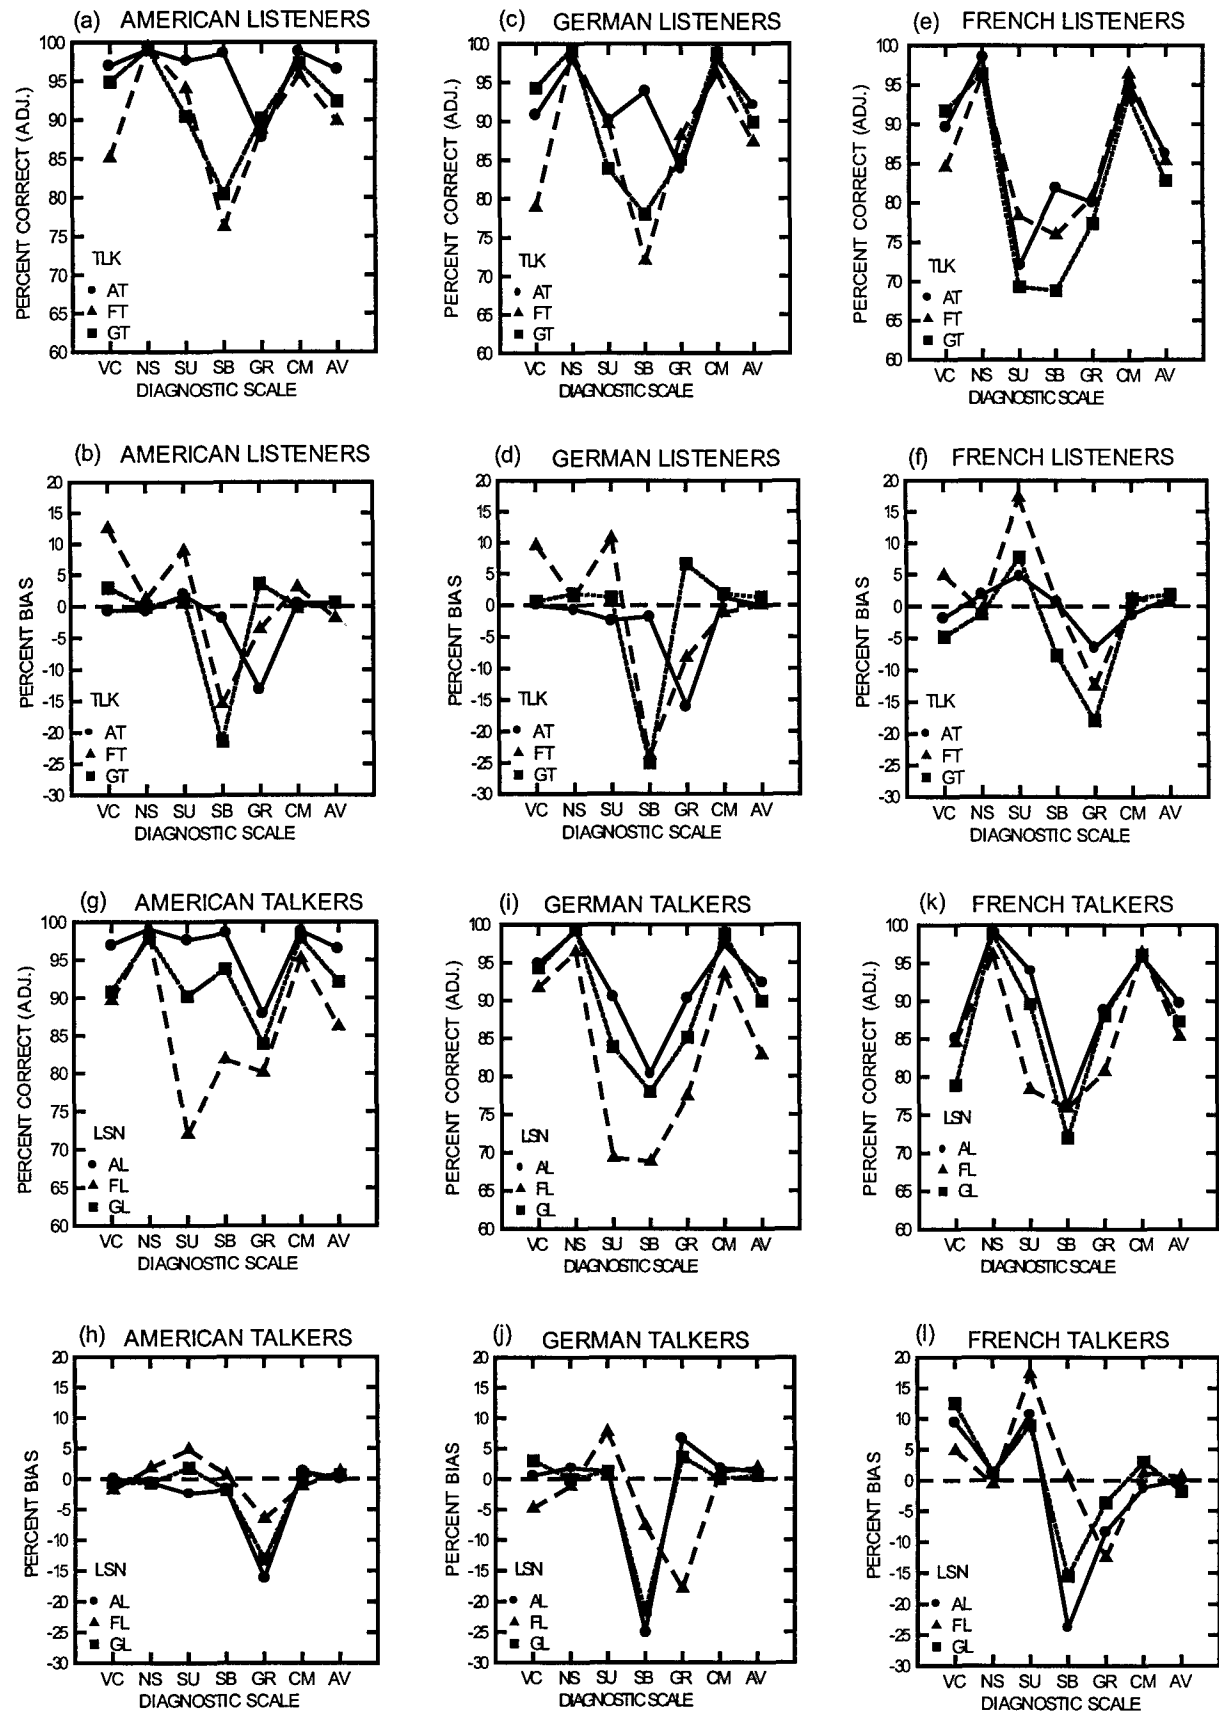 (a) AMERICAN LISTENERS
PERCENT CORRECT (ADJ.)
100
95
90
85
80
75
70
65
60
TLK
AT
FT
GT
VC NS SU SB GR CM AV
DIAGNOSTIC SCALE
(c) GERMAN LISTENERS
PERCENT CORRECT (ADJ.)
100
95
90
85
80
75
70
65
60
TLK
AT
FT
GT
VC NS SU SB GR CM AV
DIAGNOSTIC SCALE
(e) FRENCH LISTENERS
PERCENT CORRECT (ADJ.)
100
95
90
85
80
75
70
65
60
TLK
AT
FT
GT
VC NS SU SB GR CM AV
DIAGNOSTIC SCALE
(b) AMERICAN LISTENERS
PERCENT BIAS
20
15
10
5
0
-5
-10
-15
-20
-25
-30
TLK
AT
FT
GT
VC NS SU SB GR CM AV
DIAGNOSTIC SCALE
(d) GERMAN LISTENERS
PERCENT BIAS
20
15
10
5
0
-5
-10
-15
-20
-25
-30
TLK
AT
FT
GT
VC NS SU SB GR CM AV
DIAGNOSTIC SCALE
(f) FRENCH LISTENERS
PERCENT BIAS
20
15
10
5
0
-5
-10
-15
-20
-25
-30
TLK
AT
FT
GT
VC NS SU SB GR CM AV
DIAGNOSTIC SCALE
(g) AMERICAN TALKERS
PERCENT CORRECT (ADJ.)
100
95
90
85
80
75
70
65
60
LSN
AL
FL
GL
VC NS SU SB GR CM AV
DIAGNOSTIC SCALE
(i) GERMAN TALKERS
PERCENT CORRECT (ADJ.)
100
95
90
85
80
75
70
65
60
LSN
AL
FL
GL
VC NS SU SB GR CM AV
DIAGNOSTIC SCALE
(k) FRENCH TALKERS
PERCENT CORRECT (ADJ.)
100
95
90
85
80
75
70
65
60
LSN
AL
FL
GL
VC NS SU SB GR CM AV
DIAGNOSTIC SCALE
(h) AMERICAN TALKERS
PERCENT BIAS
20
15
10
5
0
-5
-10
-15
-20
-25
-30
LSN
AL
FL
GL
VC NS SU SB GR CM AV
DIAGNOSTIC SCALE
(j) GERMAN TALKERS
PERCENT BIAS
20
15
10
5
0
-5
-10
-15
-20
-25
-30
LSN
AL
FL
GL
VC NS SU SB GR CM AV
DIAGNOSTIC SCALE
(l) FRENCH TALKERS
PERCENT BIAS
20
15
10
5
0
-5
-10
-15
-20
-25
-30
LSN
AL
FL
GL
VC NS SU SB GR CM AV
DIAGNOSTIC SCALE